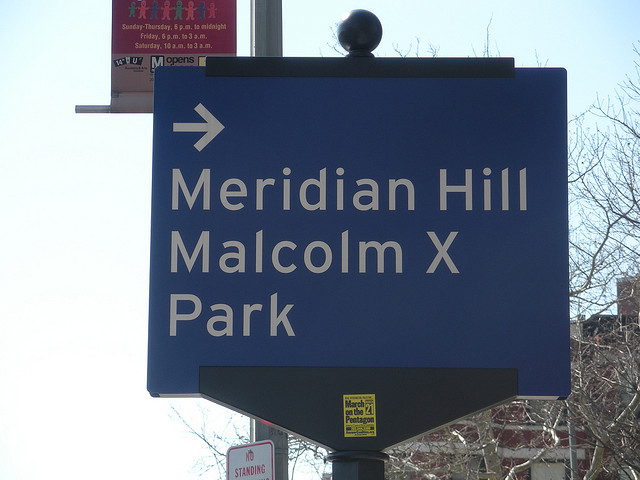 Sunday-Thursday, 6 p.m. to midnight
Friday, 6 p.m. to 3 a.m.
Saturday, 10 a.m. to 3 a.m.
14th U
M opens
Meridian Hill
Malcolm X
Park
March
on the
Pentagon
NO
STANDING